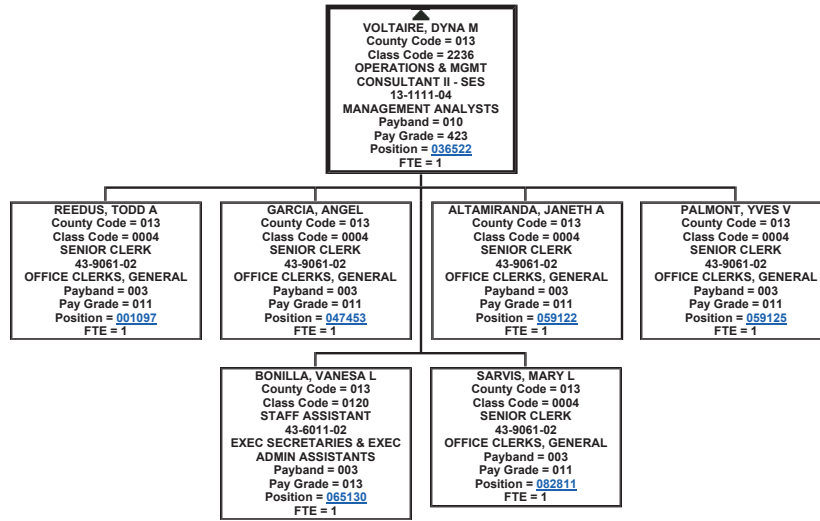 VOLTAIRE, DYNA M
County Code = 013
Class Code = 2236
OPERATIONS & MGMT
CONSULTANT II - SES
13-1111-04
MANAGEMENT ANALYSTS
Payband = 010
Pay Grade = 423
Position = 036522
FTE = 1
REEDUS, TODD A
County Code = 013
Class Code = 0004
SENIOR CLERK
43-9061-02
OFFICE CLERKS, GENERAL
Payband = 003
Pay Grade = 011
Position = 001097
FTE = 1
GARCIA, ANGEL
County Code = 013
Class Code = 0004
SENIOR CLERK
43-9061-02
OFFICE CLERKS, GENERAL
Payband = 003
Pay Grade = 011
Position = 047453
FTE = 1
ALTAMIRANDA, JANETH A
County Code = 013
Class Code = 0004
SENIOR CLERK
43-9061-02
OFFICE CLERKS, GENERAL
Payband = 003
Pay Grade = 011
Position = 059122
FTE = 1
PALMONT, YVES V
County Code = 013
Class Code = 0004
SENIOR CLERK
43-9061-02
OFFICE CLERKS, GENERAL
Payband = 003
Pay Grade = 011
Position = 059125
FTE = 1
BONILLA, VANESA L
County Code = 013
Class Code = 0120
STAFF ASSISTANT
43-6011-02
EXEC SECRETARIES & EXEC
ADMIN ASSISTANTS
Payband = 003
Pay Grade = 013
Position = 065130
FTE = 1
SARVIS, MARY L
County Code = 013
Class Code = 0004
SENIOR CLERK
43-9061-02
OFFICE CLERKS, GENERAL
Payband = 003
Pay Grade = 011
Position = 082811
FTE = 1